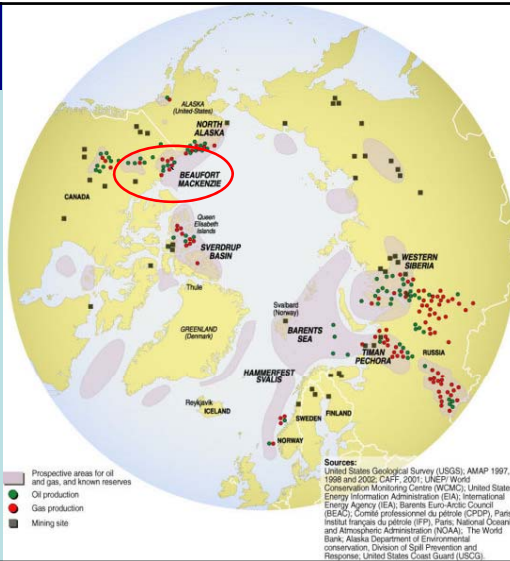 ALASKA
(United States)
NORTH
ALASKA
BEAUFORT
MACKENZIE
CANADA
Queen
Elisabeth
islands
SVERDRUP
BASIN
Thule
WESTERN
SIBERIA
Svalbard
(Norway)
BARENTS
SEA
GREENLAND
(Denmark)
TIMAN
PECHORA
RUSSIA
HAMMERFEST
SVALIS
Reykjavik
ICELAND
SWEDEN
FINLAND
NORWAY
Prospective areas for oil
and gas, and known reserves
Oil production
Gas production
Mining site
Sources:
United States Geological Survey (USGS); AMAP 1997,
1998 and 2002; CAFF, 2001; UNEP/ World
Conservation Monitoring Centre (WCMC); United States
Energy Information Administration (EIA); International
Energy Agency (IEA); Barents Euro-Arctic Council
(BEAC); Comité professionnel du pétrole (CPDP), Paris;
Institut français du pétrole (IFP), Paris; National Oceanic
and Atmospheric Administration (NOAA); The World
Bank; Alaska Department of Environmental
conservation, Division of Spill Prevention and
Response; United States Coast Guard (USCG).